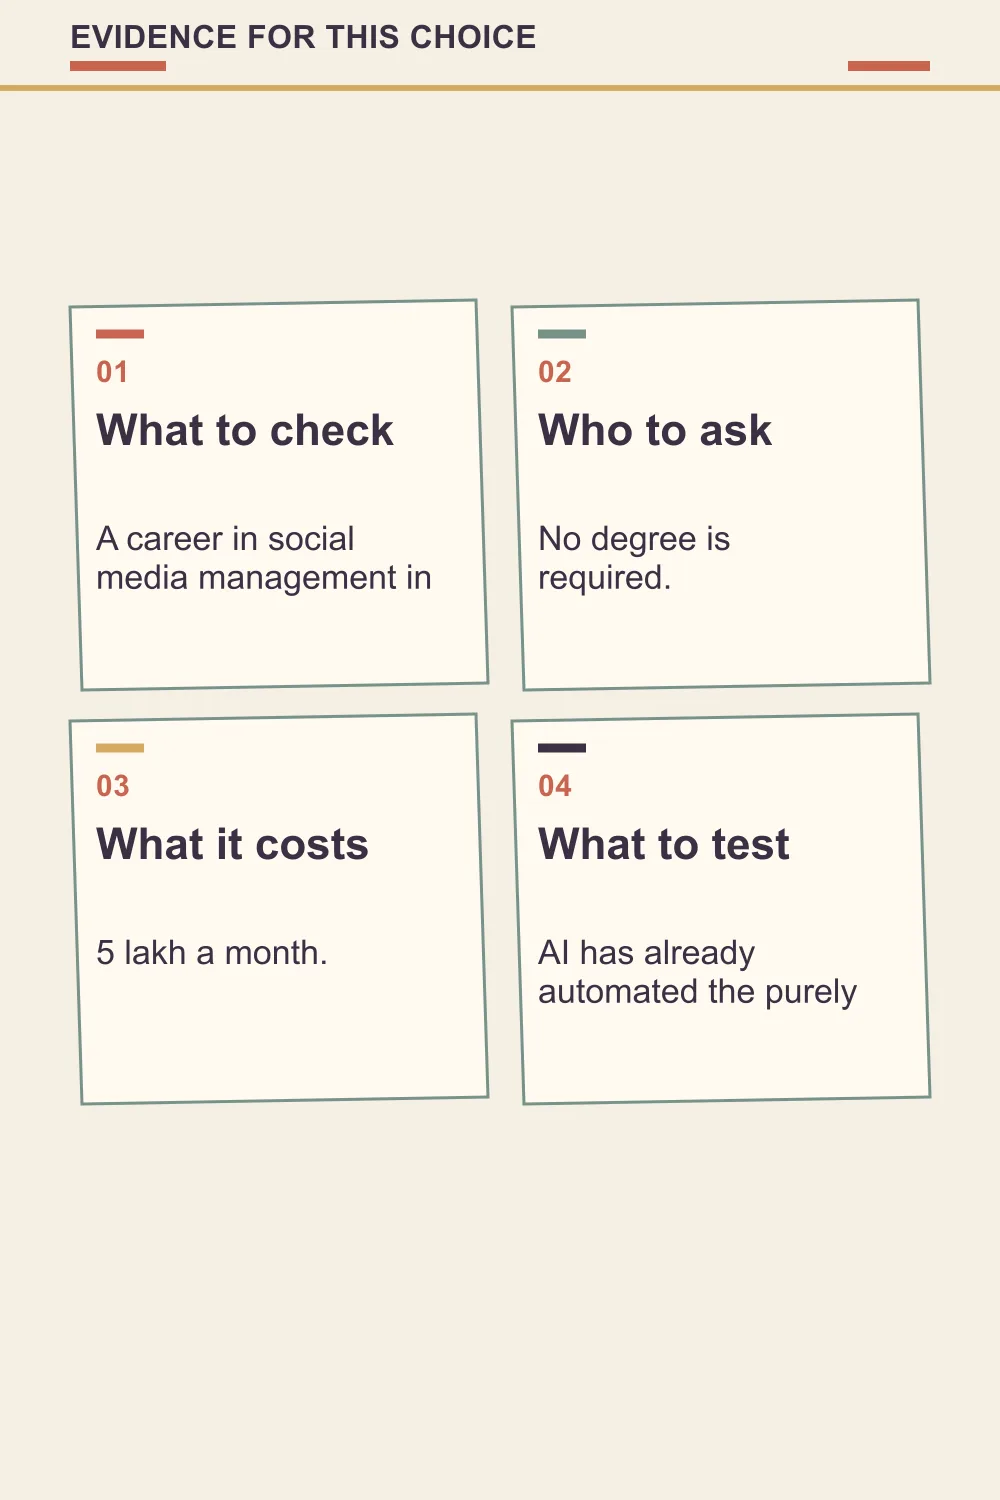 EVIDENCE FOR THIS CHOICE
01
What to check
A career in social
media management in
02
Who to ask
No degree is
required.
03
What it costs
5 lakh a month.
04
What to test
AI has already
automated the purely